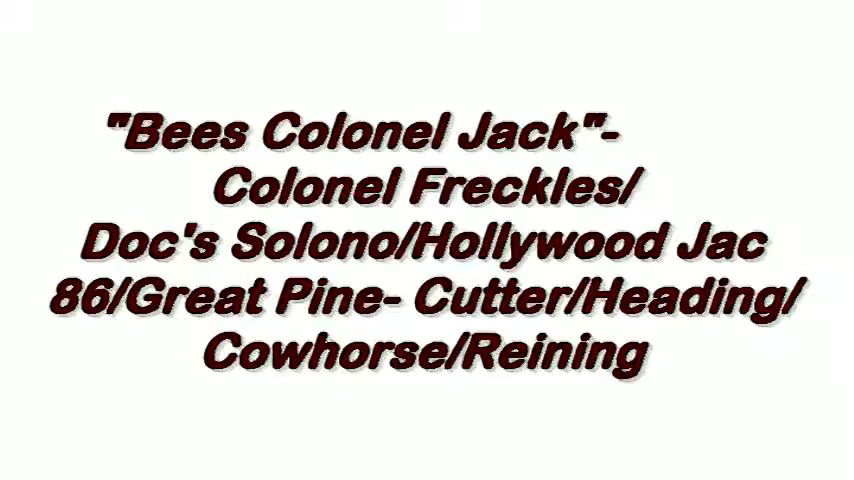 "Bees Colonel Jack"-
Colonel Freckles/
Doc's Solono/Hollywood Jac
86/Great Pine- Cutter/Heading/
Cowhorse/Reining